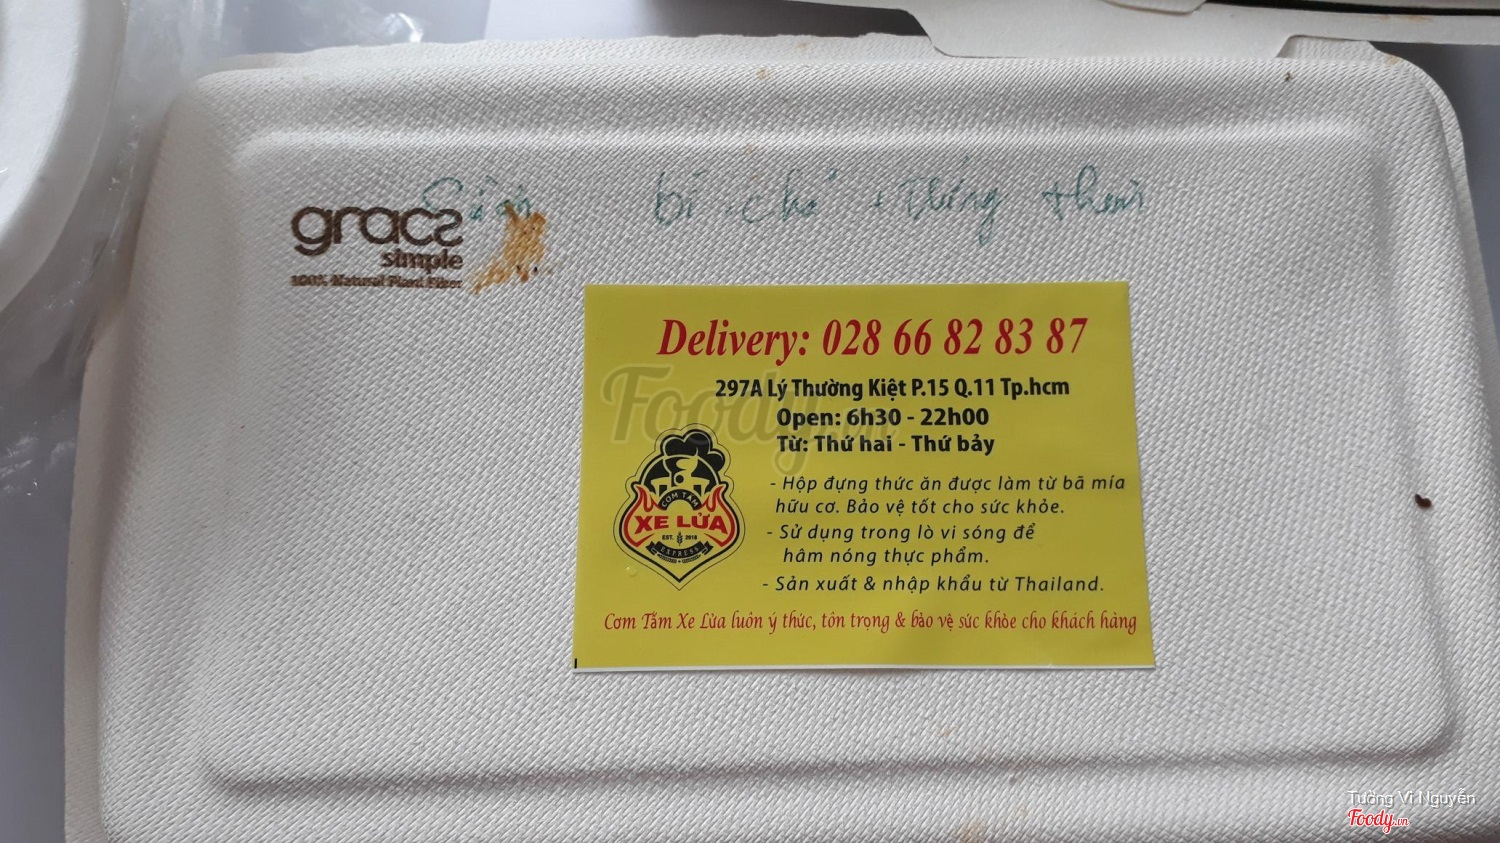 Sườn bì chả + Trứng thêm
gracz
simple
100% Natural Plant Fiber
Delivery: 028 66 82 83 87
297A Lý Thường Kiệt P.15 Q.11 Tp.hcm
Open: 6h30 - 22h00
Từ: Thứ hai - Thứ bảy
- Hộp đựng thức ăn được làm từ bã mía
hữu cơ. Bảo vệ tốt cho sức khỏe.
- Sử dụng trong lò vi sóng để
hâm nóng thực phẩm.
- Sản xuất & nhập khẩu từ Thailand.
CƠM TẤM
XE LỬA
EST. 2018
EXPRESS
Cơm Tấm Xe Lửa luôn ý thức, tôn trọng & bảo vệ sức khỏe cho khách hàng
Foody.vn
Tường Vi Nguyễn
Foody.vn